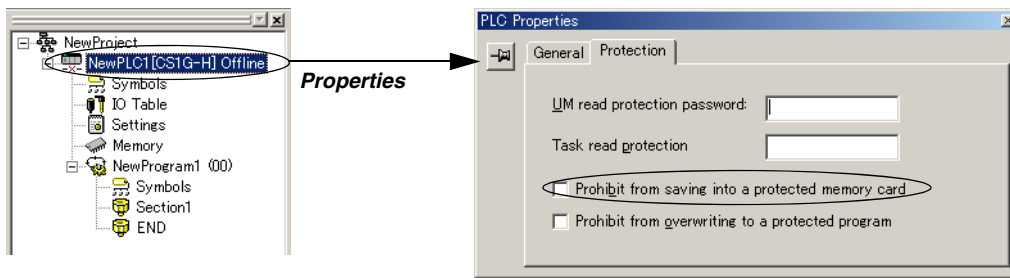 NewProject
NewPLC1[CS1G-H] Offline
Symbols
IO Table
Settings
Memory
NewProgram1 (00)
Symbols
Section1
END
Properties
PLC Properties
General
Protection
UM read protection password:
Task read protection
Prohibit from saving into a protected memory card
Prohibit from overwriting to a protected program